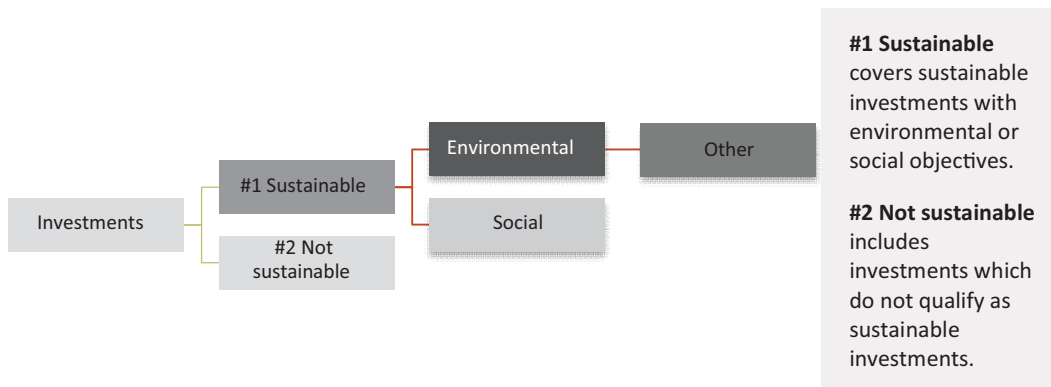 Investments
#1 Sustainable
#2 Not
sustainable
Environmental
Social
Other
#1 Sustainable
covers sustainable
investments with
environmental or
social objectives.
#2 Not sustainable
includes
investments which
do not qualify as
sustainable
investments.